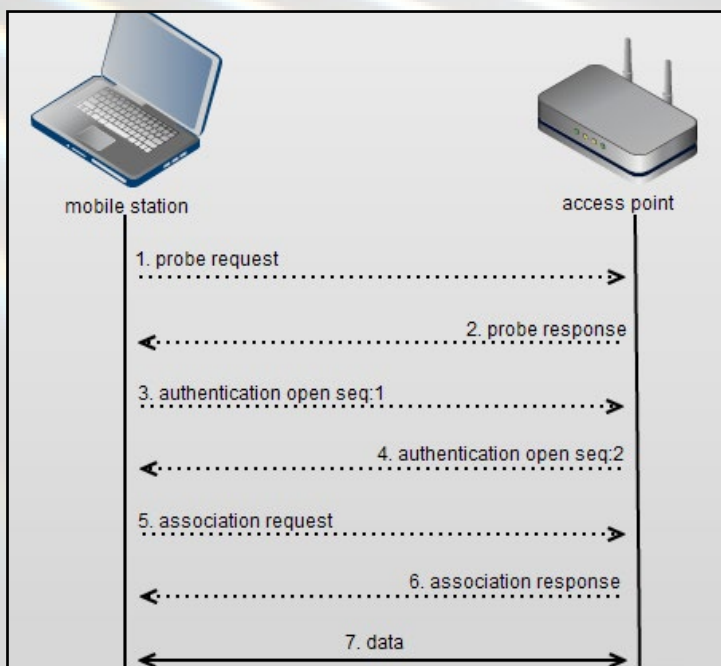 mobile station
access point
1. probe request
2. probe response
3. authentication open seq:1
4. authentication open seq:2
5. association request
6. association response
7. data